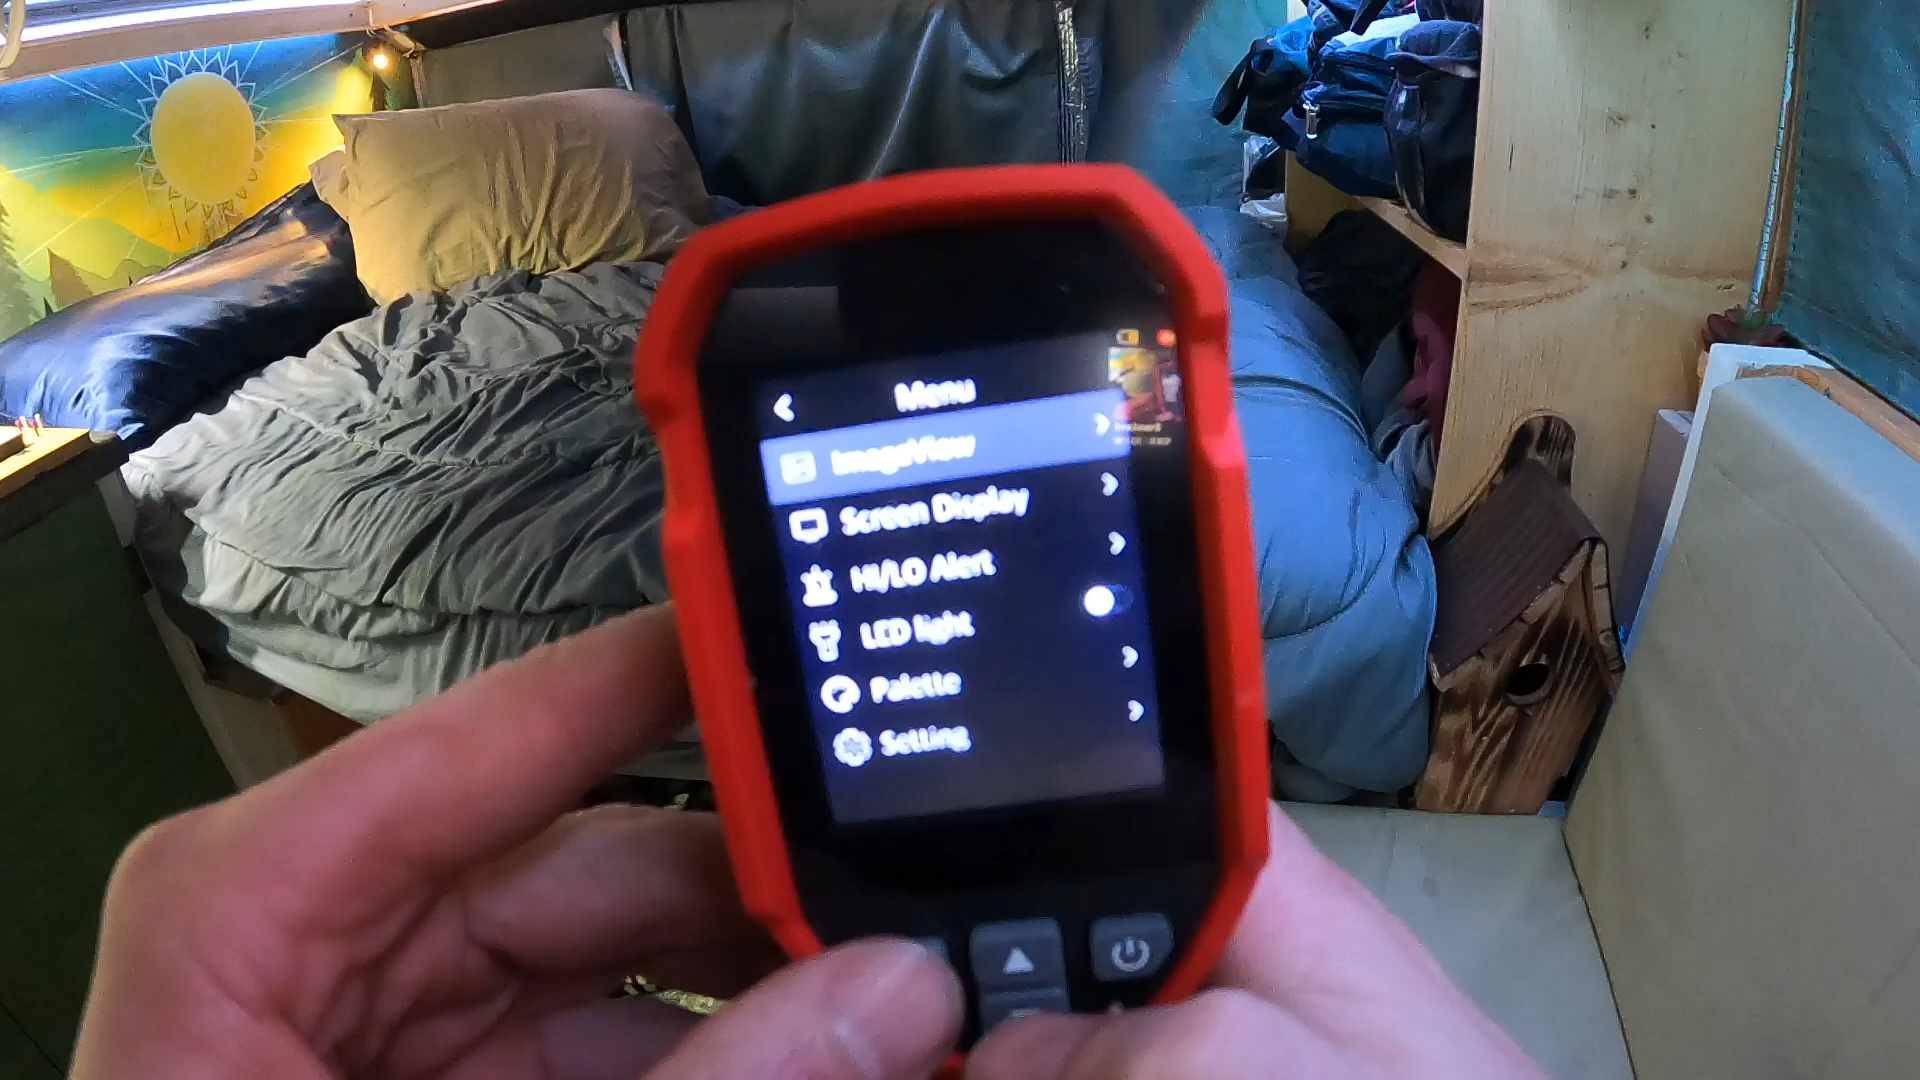 Menu
ImageView
Screen Display
HI/LO Alert
LED light
Palette
Setting